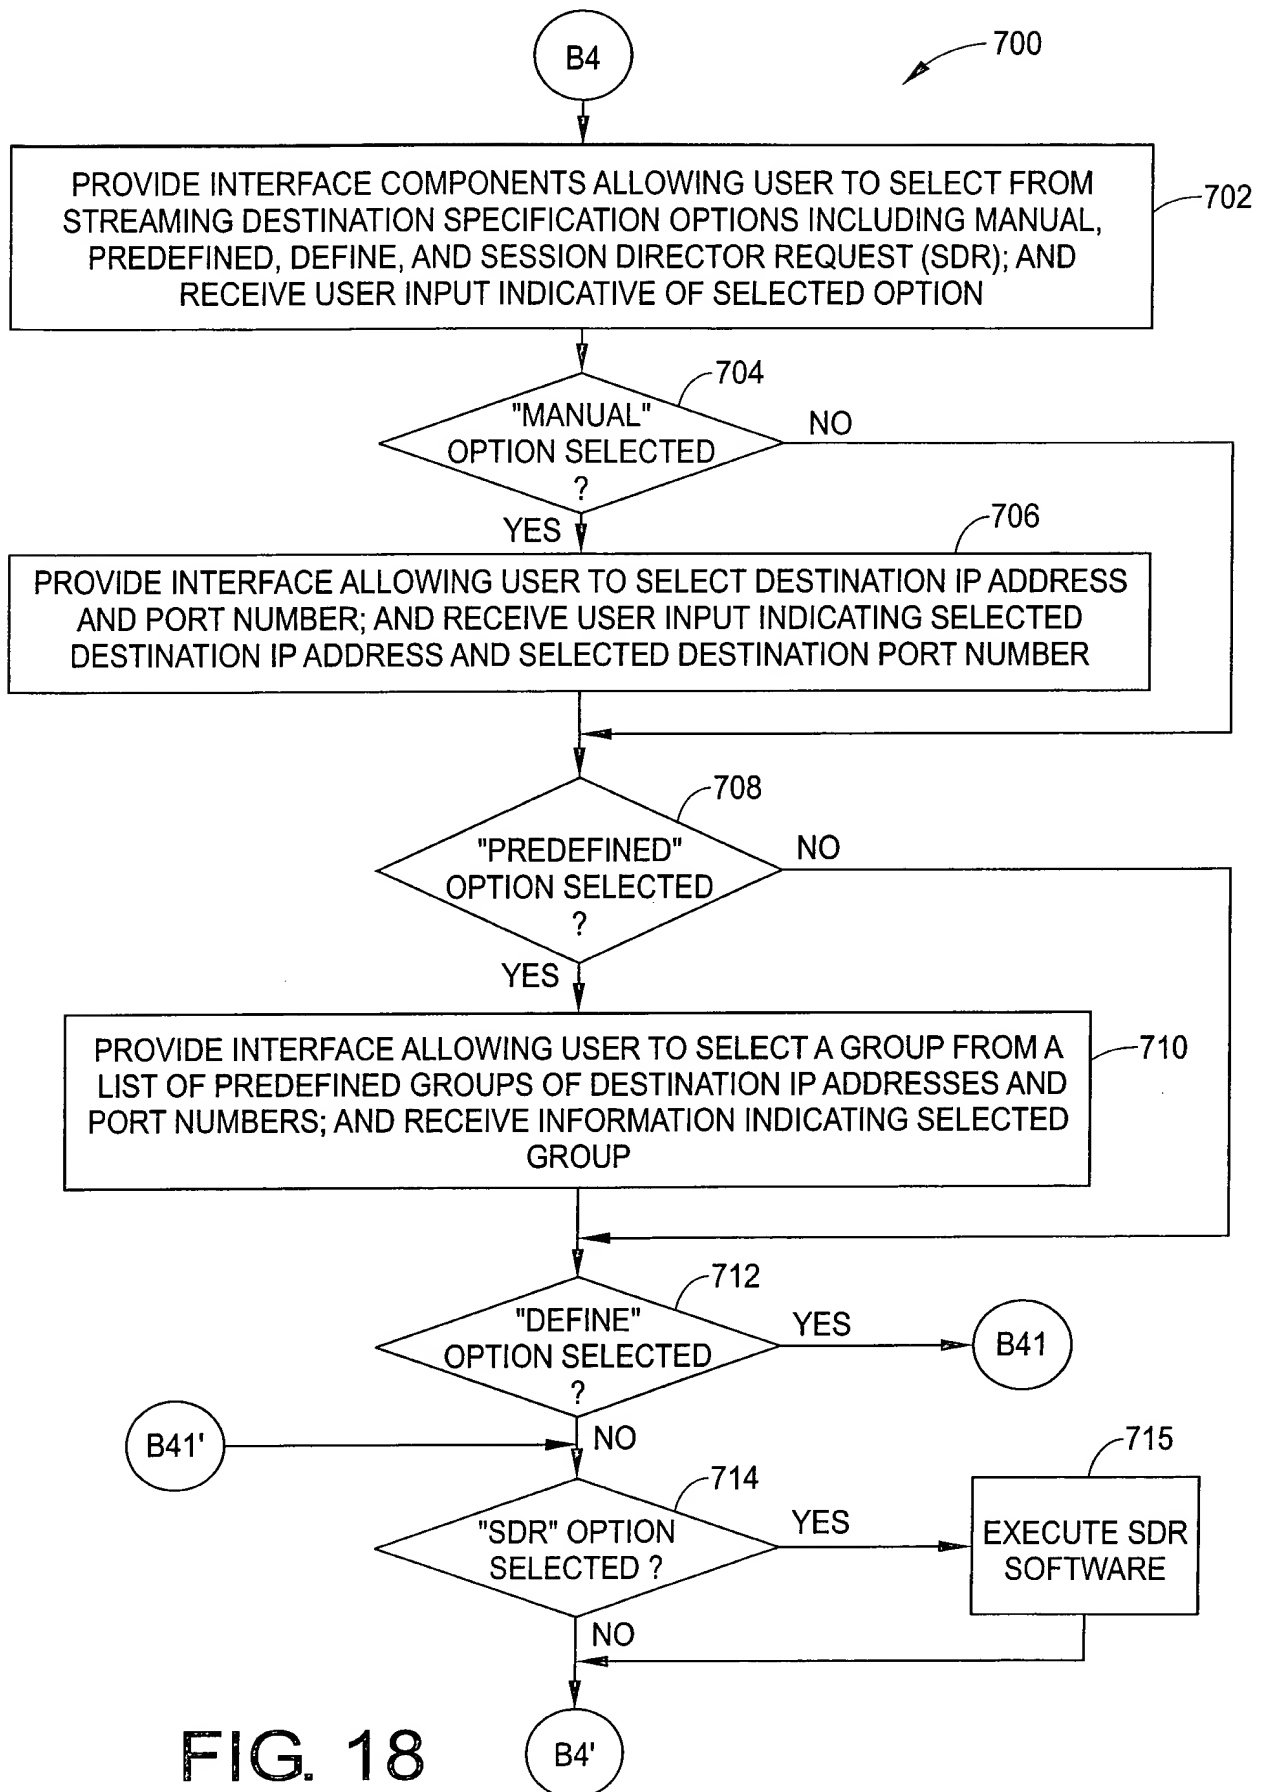 B4
700
PROVIDE INTERFACE COMPONENTS ALLOWING USER TO SELECT FROM
STREAMING DESTINATION SPECIFICATION OPTIONS INCLUDING MANUAL,
PREDEFINED, DEFINE, AND SESSION DIRECTOR REQUEST (SDR); AND
RECEIVE USER INPUT INDICATIVE OF SELECTED OPTION
702
704
"MANUAL"
OPTION SELECTED
?
NO
YES
706
PROVIDE INTERFACE ALLOWING USER TO SELECT DESTINATION IP ADDRESS
AND PORT NUMBER; AND RECEIVE USER INPUT INDICATING SELECTED
DESTINATION IP ADDRESS AND SELECTED DESTINATION PORT NUMBER
708
"PREDEFINED"
OPTION SELECTED
?
NO
YES
PROVIDE INTERFACE ALLOWING USER TO SELECT A GROUP FROM A
LIST OF PREDEFINED GROUPS OF DESTINATION IP ADDRESSES AND
PORT NUMBERS; AND RECEIVE INFORMATION INDICATING SELECTED
GROUP
710
712
"DEFINE"
OPTION SELECTED
?
YES
B41
B41'
NO
714
"SDR" OPTION
SELECTED ?
YES
715
EXECUTE SDR
SOFTWARE
NO
B4'
FIG. 18